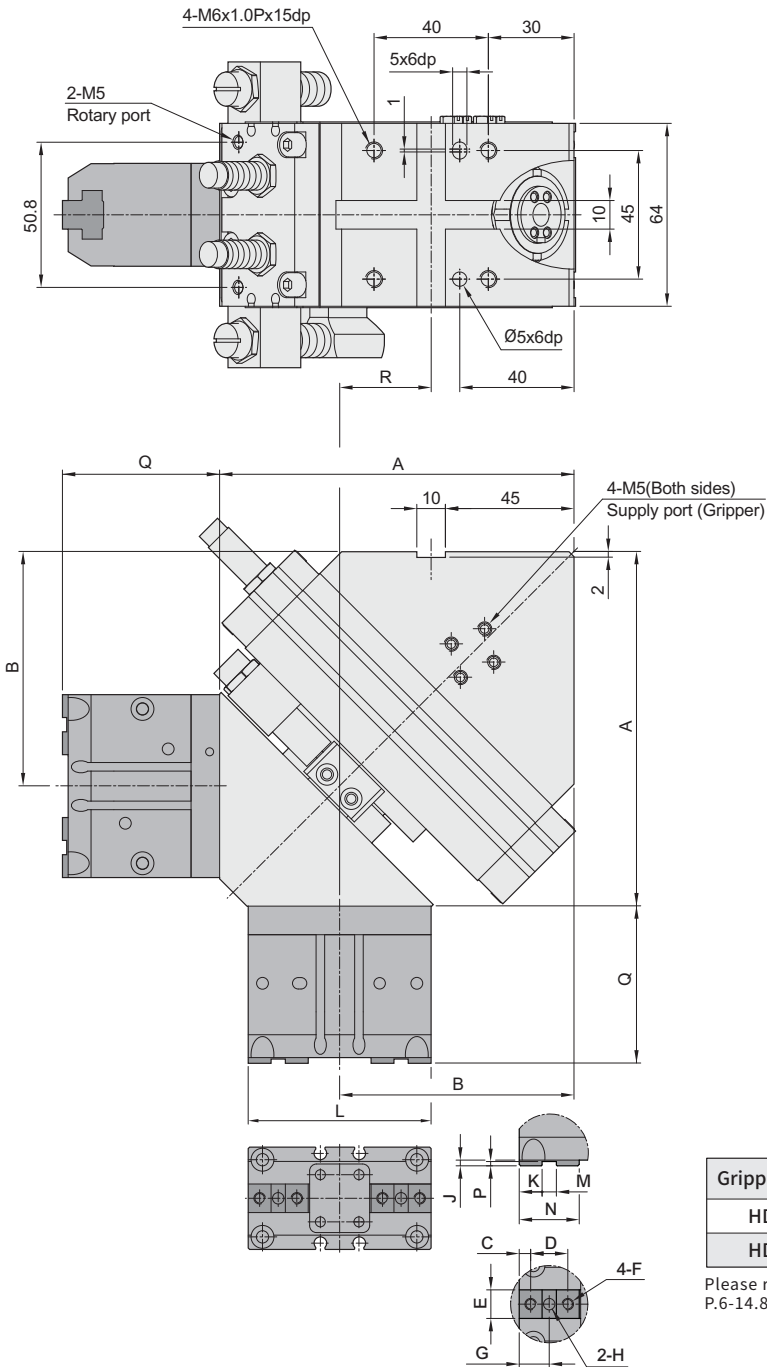 4-M6x1.0Px15dp
40
30
5x6dp
1
2-M5
Rotary port
50.8
10
45
64
Ø5x6dp
R
40
Q
A
10
45
4-M5(Both sides)
Supply port (Gripper)
2
B
A
Q
B
L
J
P
K
M
N
C
D
4-F
E
G
2-H
Gripp
HD
HD
Please
P.6-14.8